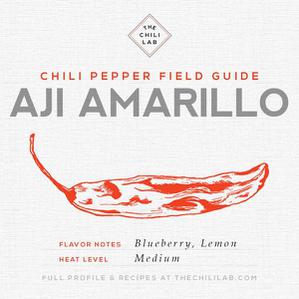 THE
CHILI
LAB
CHILI PEPPER FIELD GUIDE
AJI AMARILLO
FLAVOR NOTES Blueberry, Lemon
HEAT LEVEL Medium
FULL PROFILE & RECIPES AT THECHILILAB.COM